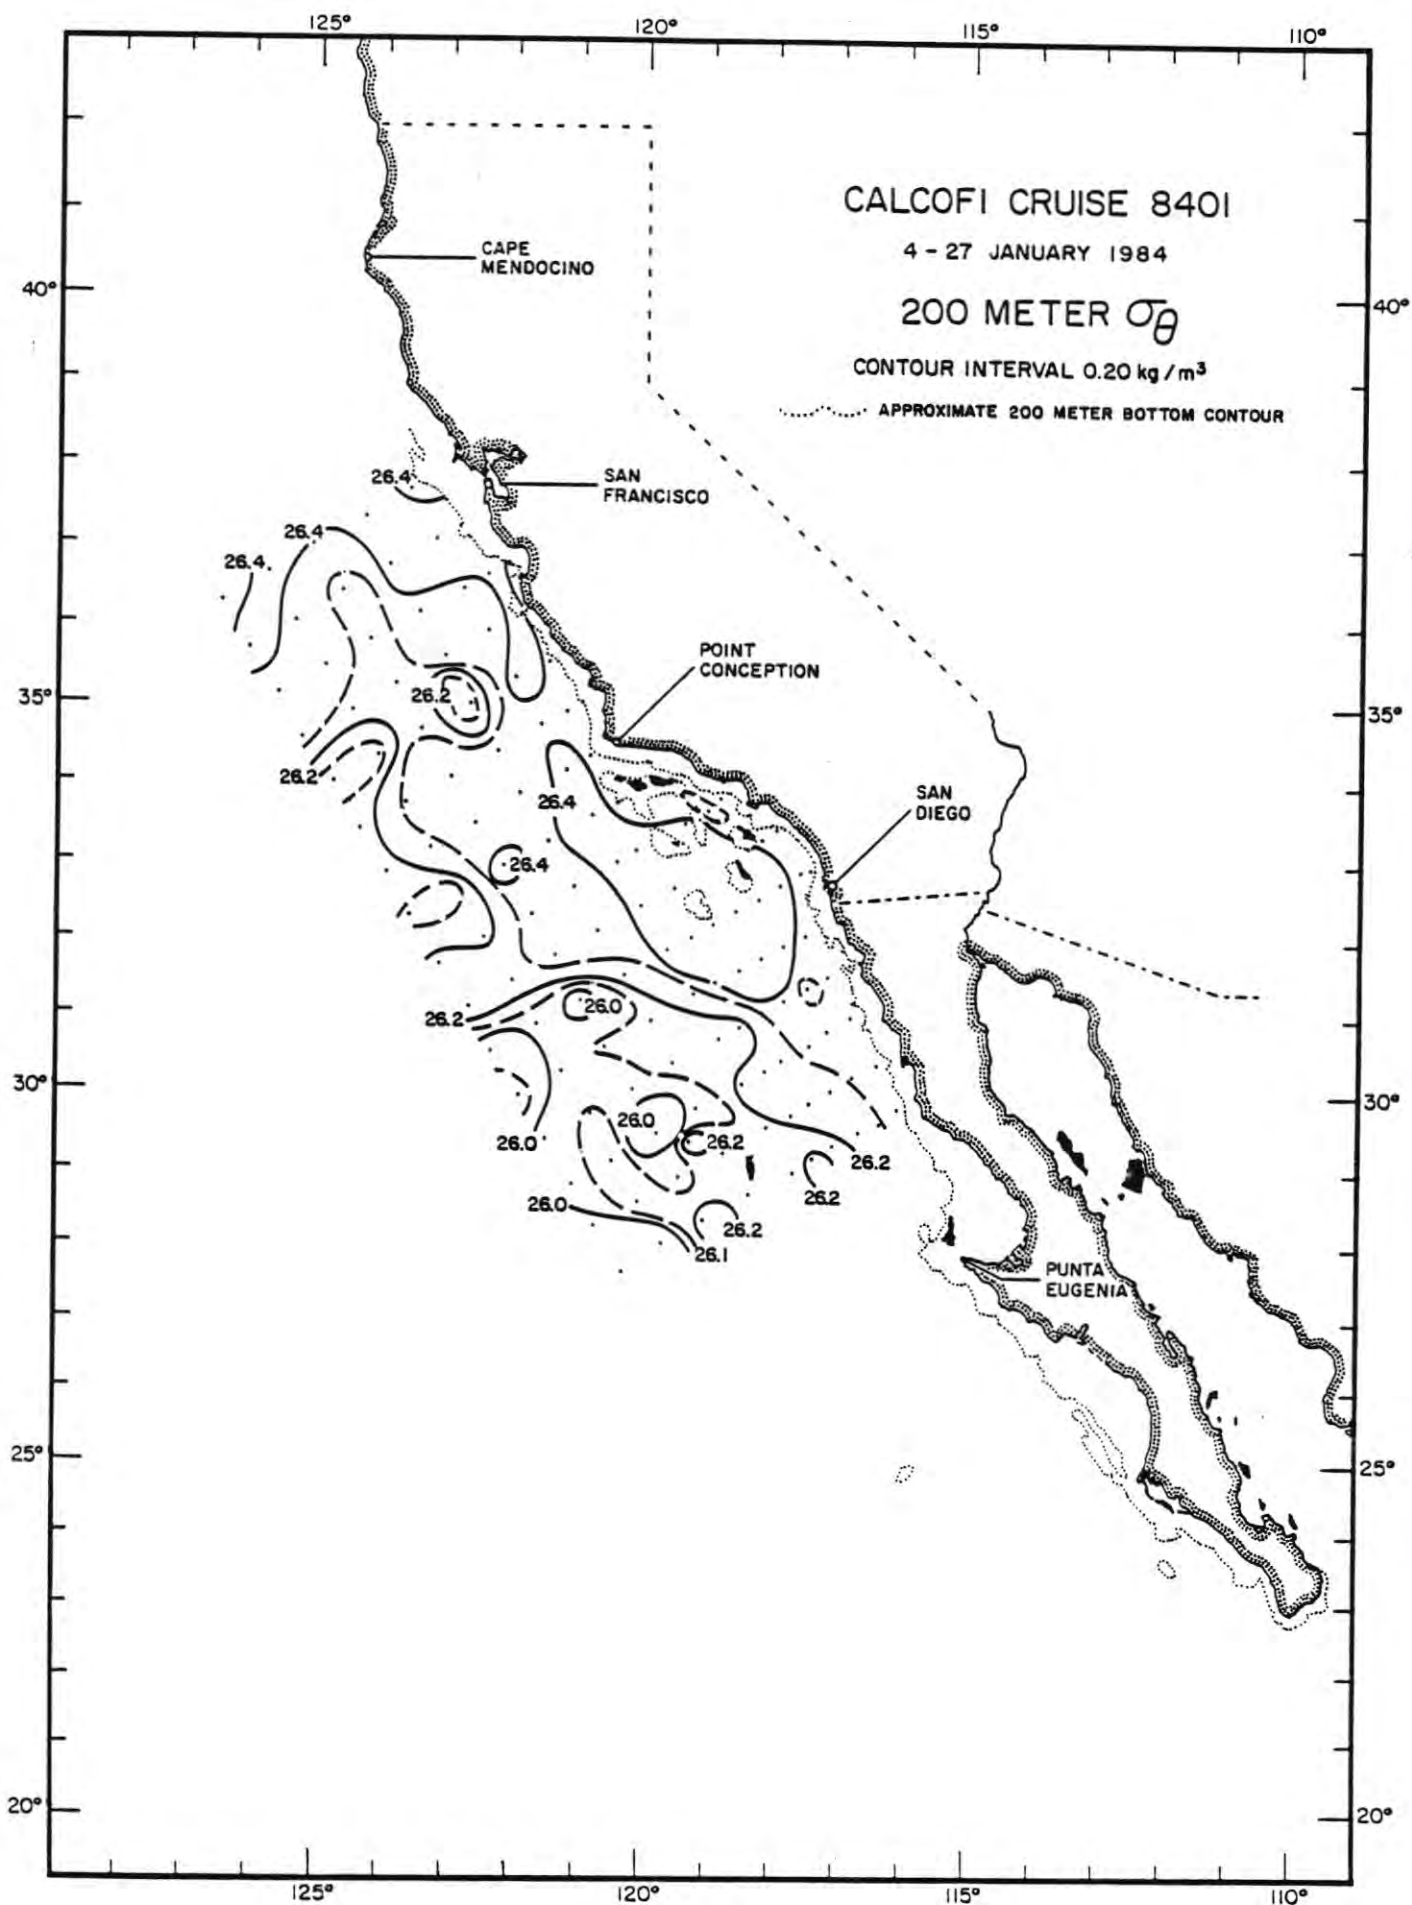 125°
120°
115°
110°
CALCOFI CRUISE 8401
4 - 27 JANUARY 1984
200 METER σθ
CONTOUR INTERVAL 0.20 kg/m³
APPROXIMATE 200 METER BOTTOM CONTOUR
CAPE
MENDOCINO
40°
40°
26.4
SAN
FRANCISCO
26.4
26.4
POINT
CONCEPTION
26.2
35°
35°
26.2
26.4
SAN
DIEGO
26.4
26.2
26.0
30°
30°
26.0
26.0
26.2
26.2
26.2
26.0
26.2
26.1
PUNTA
EUGENIA
25°
25°
20°
20°
125°
120°
115°
110°